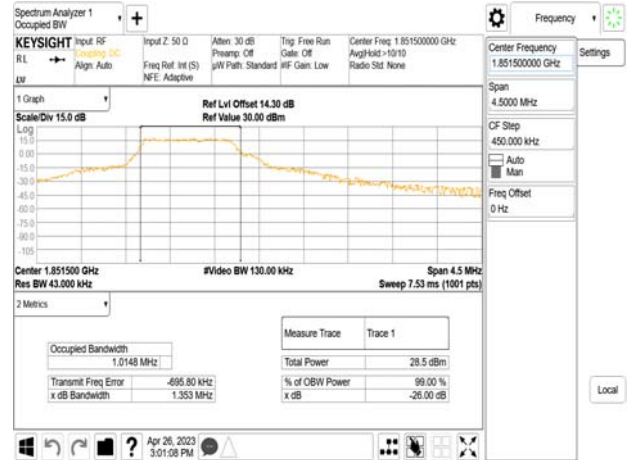 Spectrum Analyzer 1
Occupied BW
+
Frequency
KEYSIGHT
RL
LV
Input: RF
Coupling: DC
Align: Auto
Input Z: 50 Ω
Freq Ref: Int (S)
NFE: Adaptive
Atten: 30 dB
Preamp: Off
µW Path: Standard
Trig: Free Run
Gate: Off
#IF Gain: Low
Center Freq: 1.851500000 GHz
Avg|Hold:>10/10
Radio Std: None
Center Frequency
1.851500000 GHz
Settings
Span
4.5000 MHz
CF Step
450.000 kHz
Auto
Man
Freq Offset
0 Hz
Local
1 Graph
Scale/Div 15.0 dB
Ref Lvl Offset 14.30 dB
Ref Value 30.00 dBm
Log
15.0
0.00
-15.0
-30.0
-45.0
-60.0
-75.0
-90.0
-105
Center 1.851500 GHz
Res BW 43.000 kHz
#Video BW 130.00 kHz
Span 4.5 MHz
Sweep 7.53 ms (1001 pts)
2 Metrics
Occupied Bandwidth
1.0148 MHz
Transmit Freq Error -695.80 kHz
x dB Bandwidth 1.353 MHz
Measure Trace Trace 1
Total Power 28.5 dBm
% of OBW Power 99.00 %
x dB -26.00 dB
?
Apr 26, 2023
3:01:08 PM